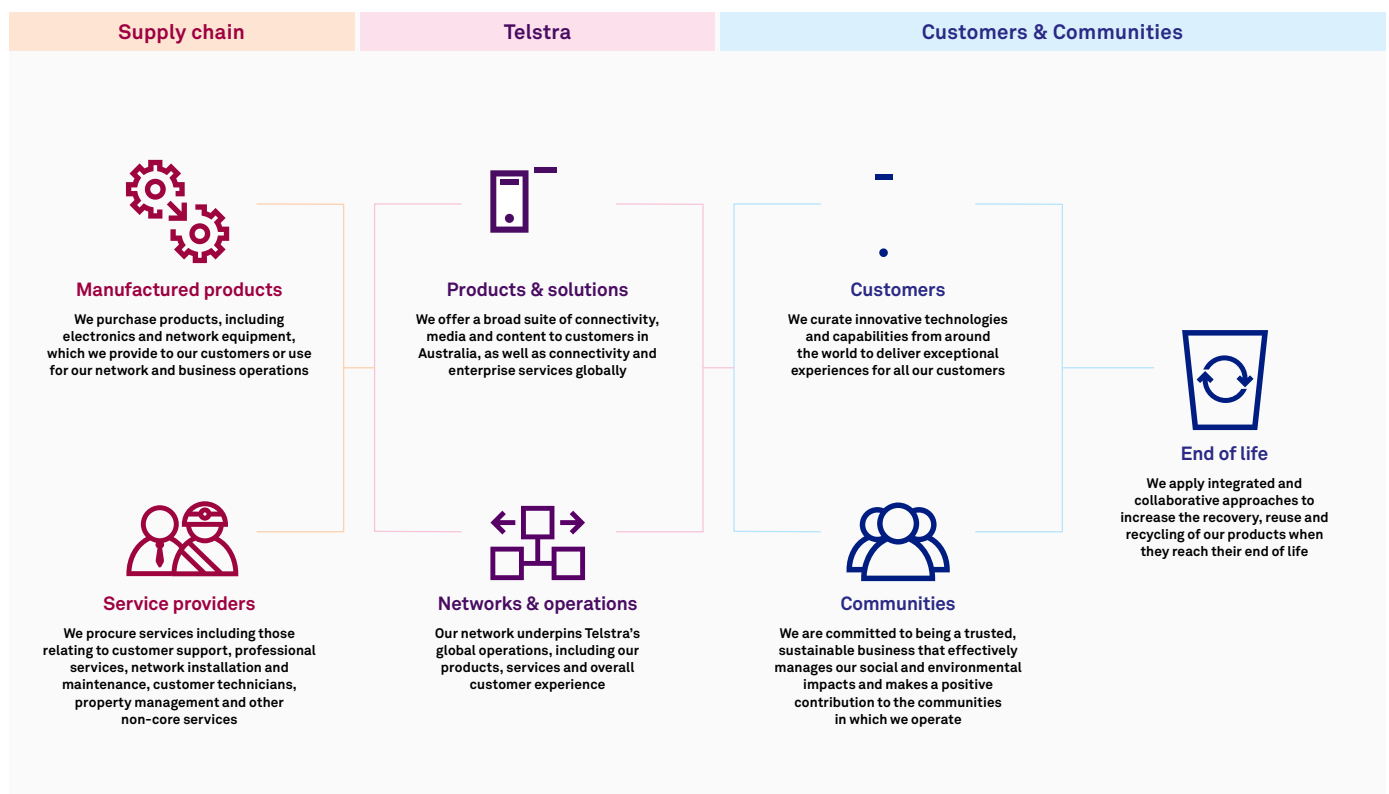 Supply chain
Telstra
Customers & Communities
Manufactured products
We purchase products, including
electronics and network equipment,
which we provide to our customers or use
for our network and business operations
Products & solutions
We offer a broad suite of connectivity,
media and content to customers in
Australia, as well as connectivity and
enterprise services globally
Customers
We curate innovative technologies
and capabilities from around
the world to deliver exceptional
experiences for all our customers
Service providers
We procure services including those
relating to customer support, professional
services, network installation and
maintenance, customer technicians,
property management and other
non-core services
Networks & operations
Our network underpins Telstra’s
global operations, including our
products, services and overall
customer experience
Communities
We are committed to being a trusted,
sustainable business that effectively
manages our social and environmental
impacts and makes a positive
contribution to the communities
in which we operate
End of life
We apply integrated and
collaborative approaches to
increase the recovery, reuse and
recycling of our products when
they reach their end of life